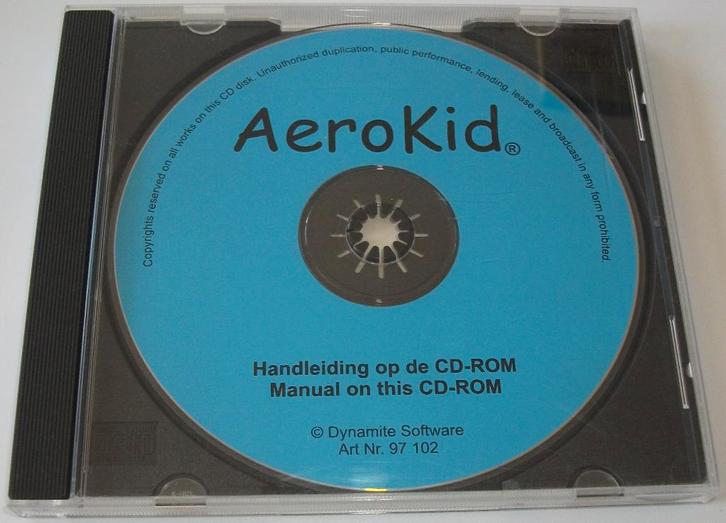 Copyrights reserved on all works on this CD disk. Unauthorized duplication, public performance, lending, lease and broadcast in any form prohibited.
AeroKid®
Handleiding op de CD-ROM
Manual on this CD-ROM
© Dynamite Software
Art Nr. 97 102